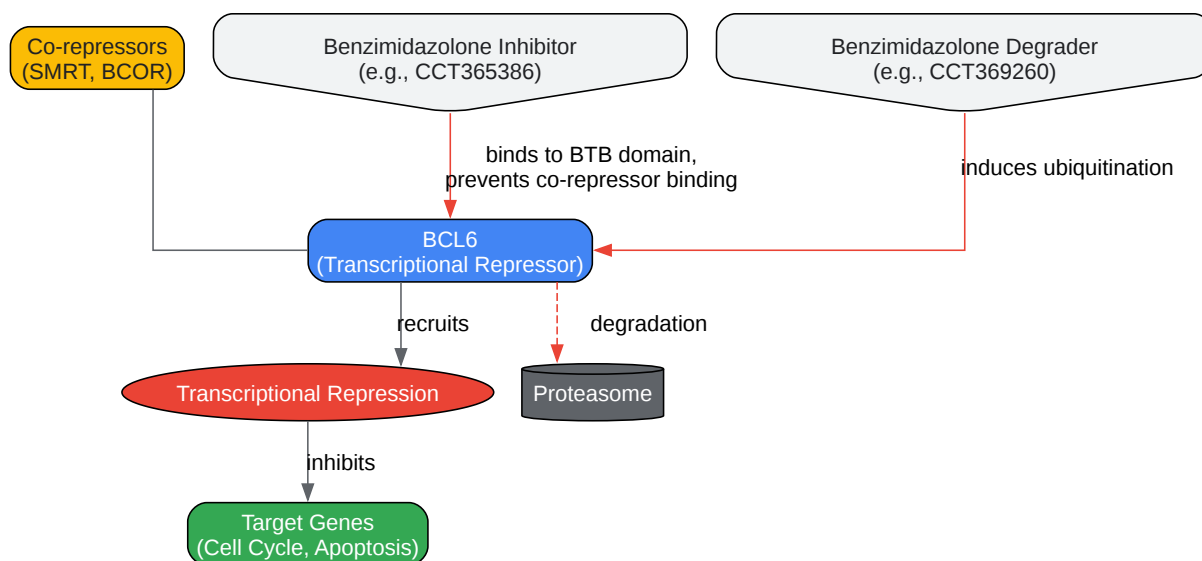 Co-repressors
(SMRT, BCOR)
Benzimidazolone Inhibitor
(e.g., CCT365386)
Benzimidazolone Degrader
(e.g., CCT369260)
binds to BTB domain,
prevents co-repressor binding
induces ubiquitination
BCL6
(Transcriptional Repressor)
recruits
degradation
Transcriptional Repression
Proteasome
inhibits
Target Genes
(Cell Cycle, Apoptosis)